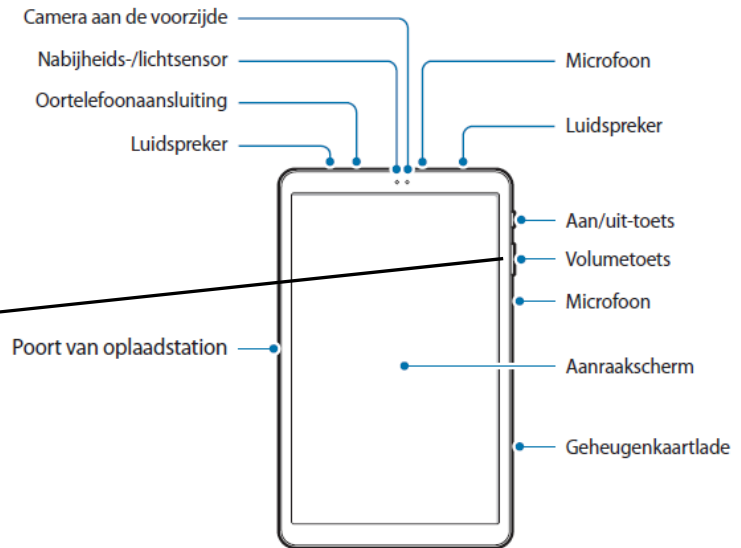 Camera aan de voorzijde
Nabijheids-/lichtsensor
Oortelefoonaansluiting
Luidspreker
Poort van oplaadstation
Microfoon
Luidspreker
Aan/uit-toets
Volumetoets
Microfoon
Aanraakscherm
Geheugenkaartlade